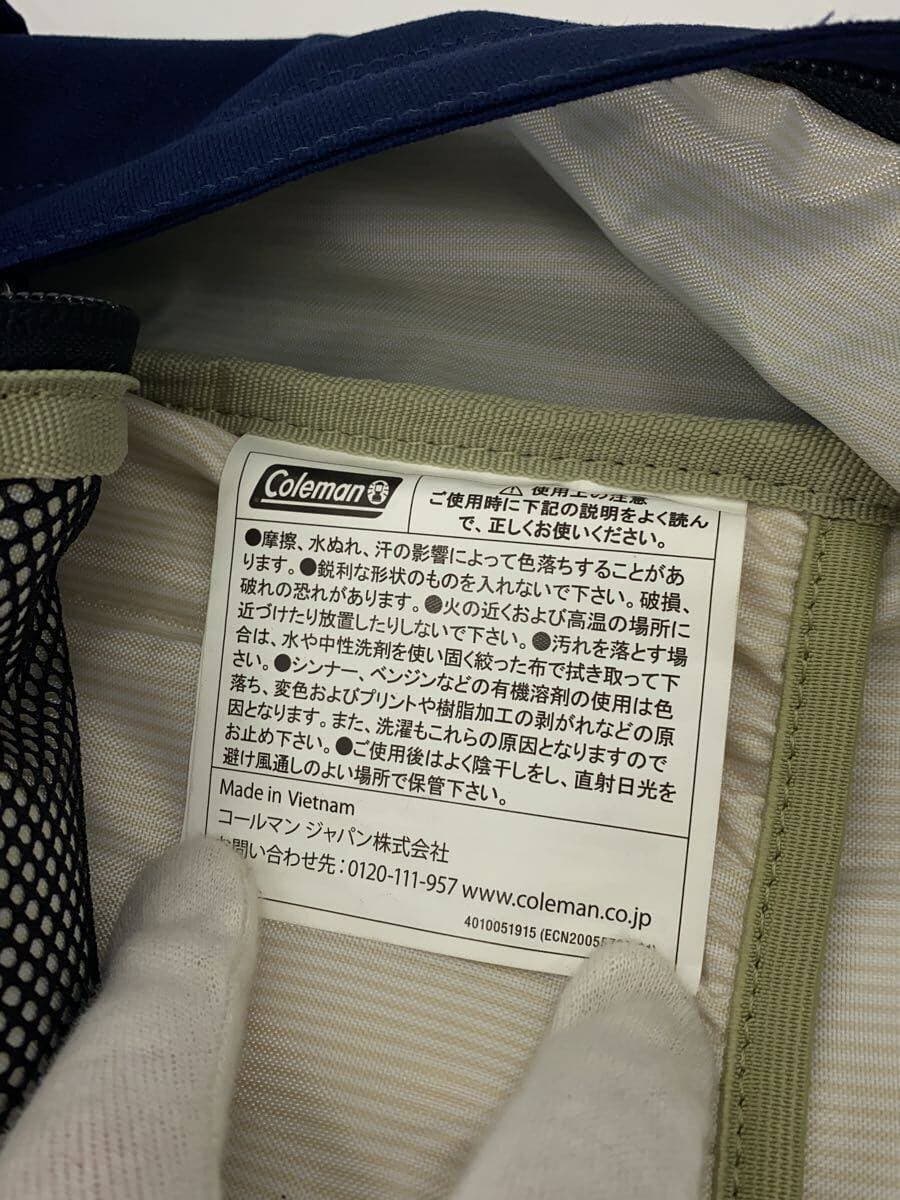 Coleman
使用上の注意
ご使用時に下記の説明をよく読ん
で、正しくお使いください。
●摩擦、水ぬれ、汗の影響によって色落ちすることがあ
ります。●鋭利な形状のものを入れないで下さい。破損、
破れの恐れがあります。●火の近くおよび高温の場所に
近づけたり放置したりしないで下さい。●汚れを落とす場
合は、水や中性洗剤を使い固く絞った布で拭き取って下
さい。●シンナー、ベンジンなどの有機溶剤の使用は色
落ち、変色およびプリントや樹脂加工の剥がれなどの原
因となります。また、洗濯もこれらの原因となりますので
お止め下さい。●ご使用後はよく陰干しをし、直射日光を
避け風通しのよい場所で保管下さい。
Made in Vietnam
コールマン ジャパン株式会社
お問い合わせ先：0120-111-957 www.coleman.co.jp
4010051915